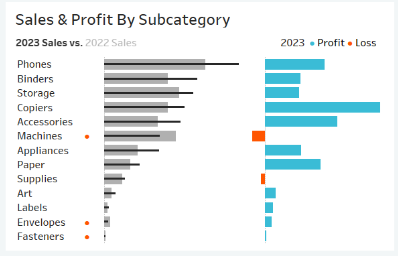 Sales & Profit By Subcategory
2023 Sales vs. 2022 Sales 2023 Profit Loss
Phones
Binders
Storage
Copiers
Accessories
Machines
Appliances
Paper
Supplies
Art
Labels
Envelopes
Fasteners